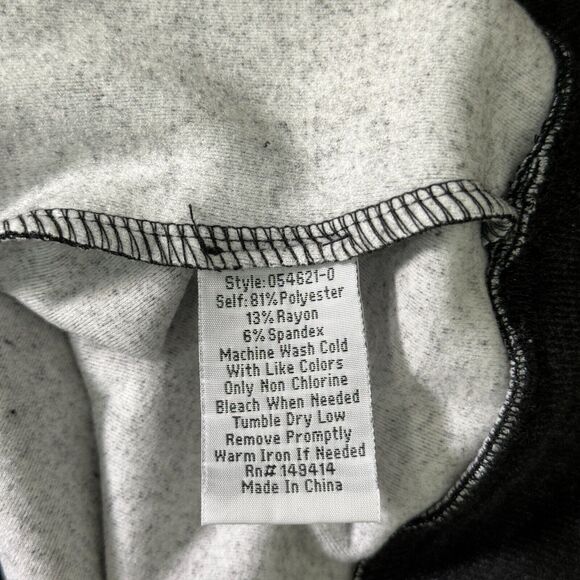 Style: 054621-0
Self: 81% Polyester
13% Rayon
6% Spandex
Machine Wash Cold
With Like Colors
Only Non Chlorine
Bleach When Needed
Tumble Dry Low
Remove Promptly
Warm Iron If Needed
Rn# 149414
Made In China